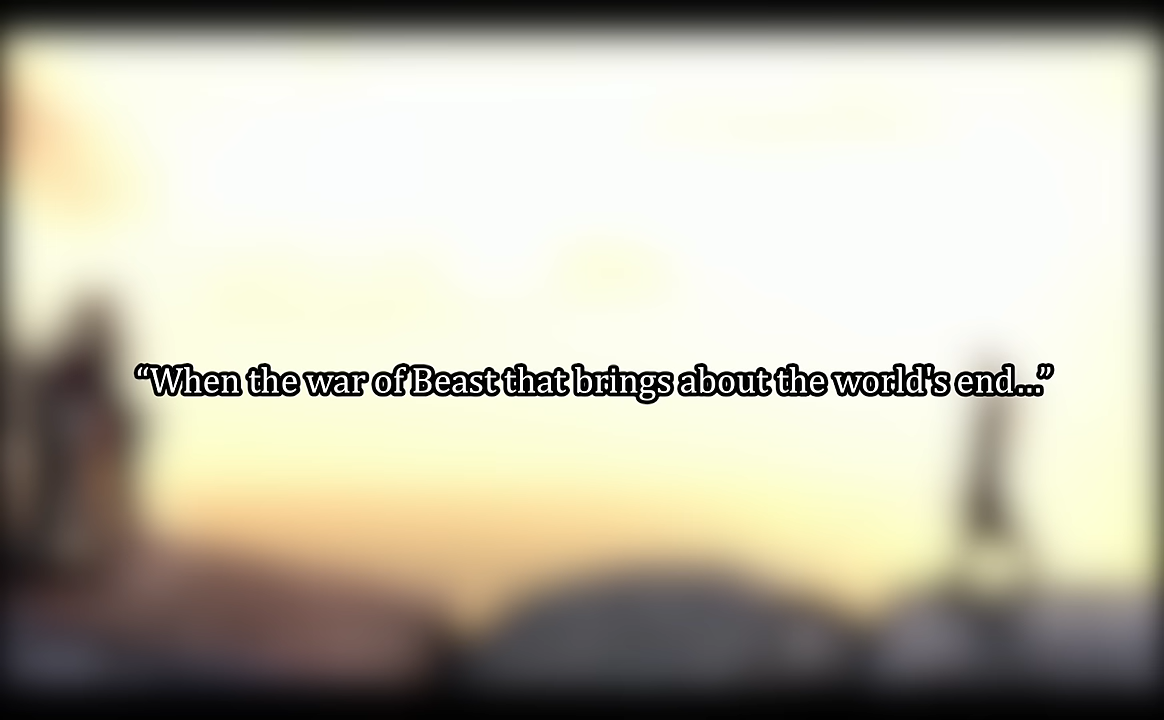 “When the war of Beast that brings about the world's end...”